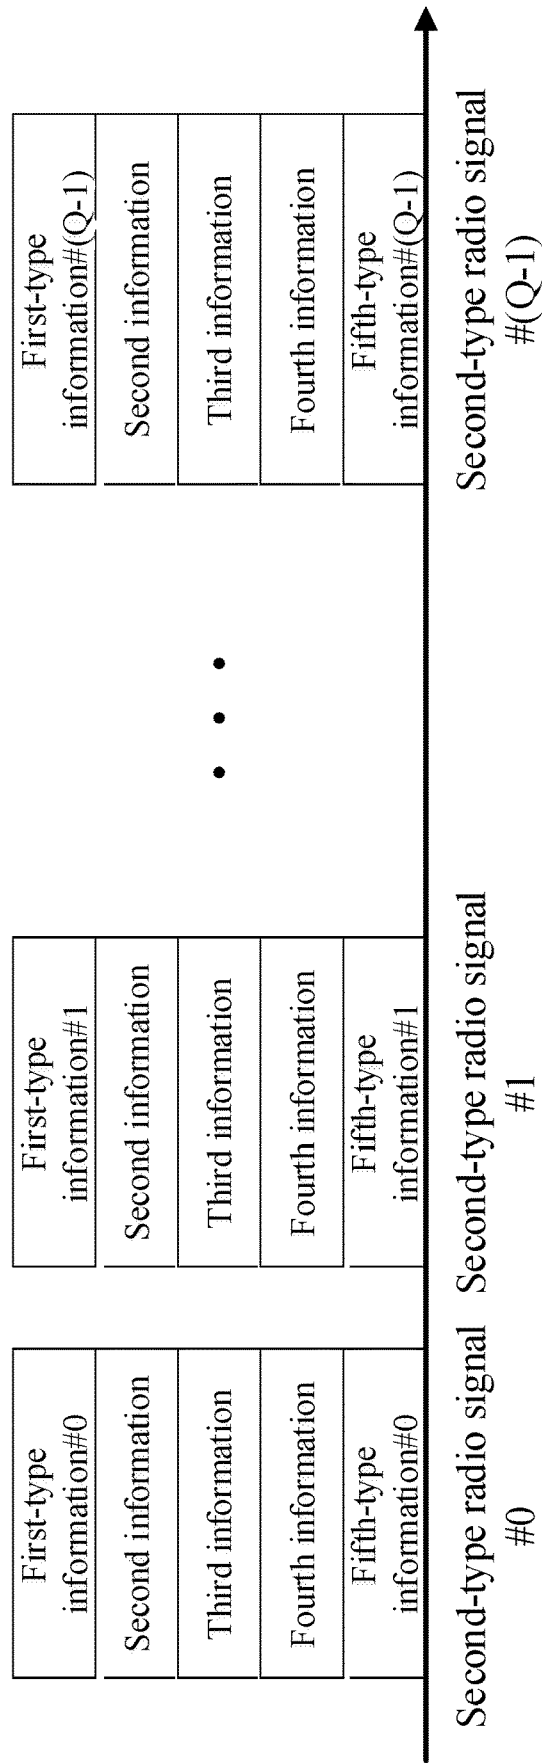 First-type
information#0
Second information
Third information
Fourth information
Fifth-type
information#0
Second-type radio signal
#0
First-type
information#1
Second information
Third information
Fourth information
Fifth-type
information#1
Second-type radio signal
#1
First-type
information#(Q-1)
Second information
Third information
Fourth information
Fifth-type
information#(Q-1)
Second-type radio signal
#(Q-1)